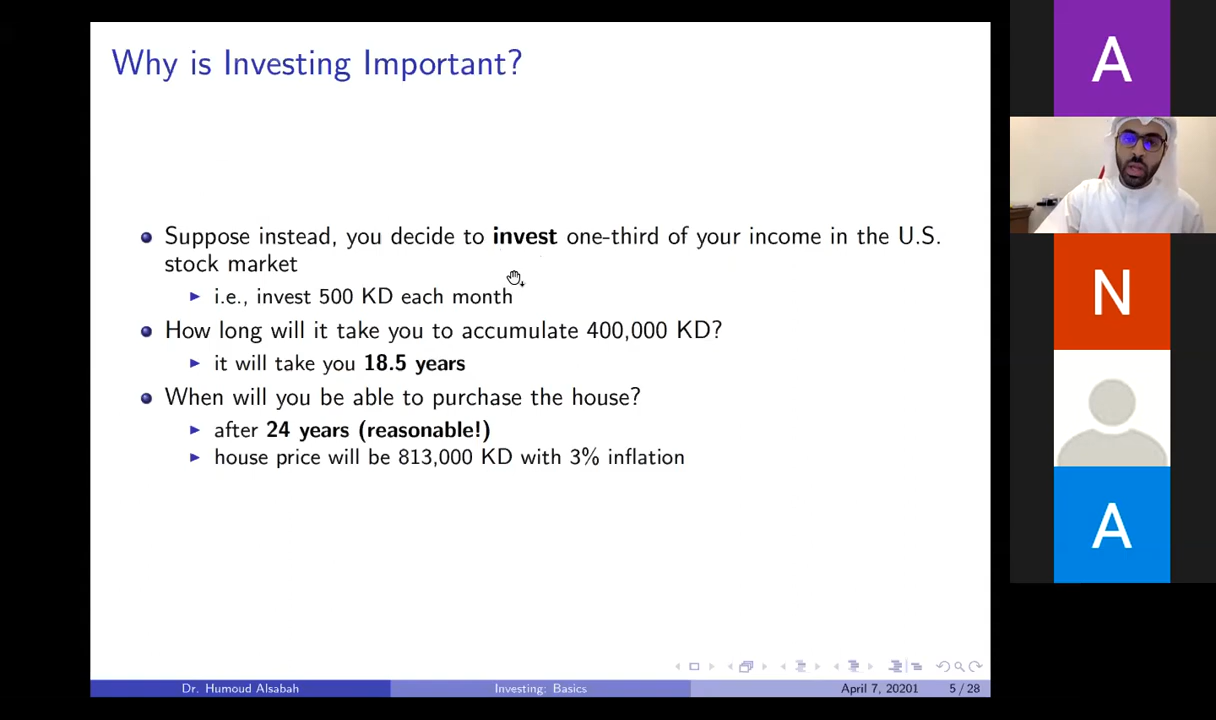 Why is Investing Important?
Suppose instead, you decide to invest one-third of your income in the U.S.
stock market
i.e., invest 500 KD each month
How long will it take you to accumulate 400,000 KD?
it will take you 18.5 years
When will you be able to purchase the house?
after 24 years (reasonable!)
house price will be 813,000 KD with 3% inflation
Dr. Humoud Alsabah
Investing: Basics
April 7, 20201
5 / 28
A
N
A